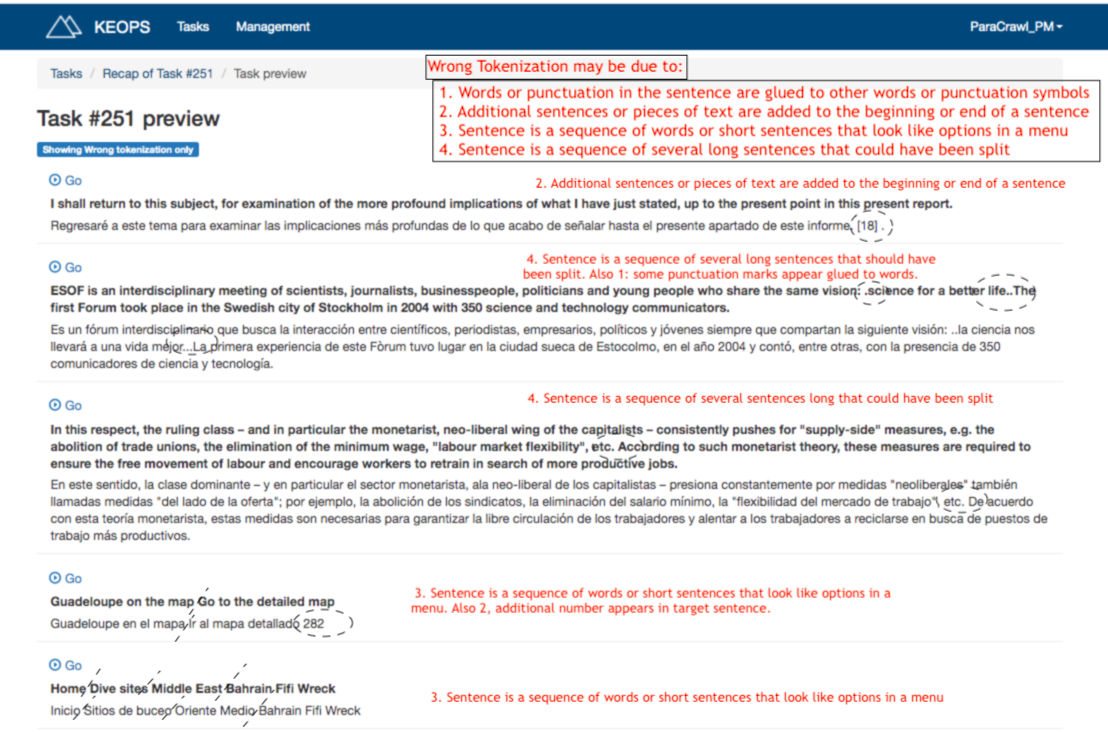 KEOPS Tasks Management ParaCrawl_PM
Tasks / Recap of Task #251 / Task preview
Wrong Tokenization may be due to:
1. Words or punctuation in the sentence are glued to other words or punctuation symbols
2. Additional sentences or pieces of text are added to the beginning or end of a sentence
3. Sentence is a sequence of words or short sentences that look like options in a menu
4. Sentence is a sequence of several long sentences that could have been split
Task #251 preview
Showing Wrong tokenization only
Go
2. Additional sentences or pieces of text are added to the beginning or end of a sentence
I shall return to this subject, for examination of the more profound implications of what I have just stated, up to the present point in this present report.
Regresaré a este tema para examinar las implicaciones más profundas de lo que acabo de señalar hasta el presente apartado de este informe. [18] .
Go
4. Sentence is a sequence of several long sentences that should have
been split. Also 1: some punctuation marks appear glued to words.
ESOF is an interdisciplinary meeting of scientists, journalists, businesspeople, politicians and young people who share the same vision: .science for a better life..The
first Forum took place in the Swedish city of Stockholm in 2004 with 350 science and technology communicators.
Es un fórum interdisciplinario que busca la interacción entre científicos, periodistas, empresarios, políticos y jóvenes siempre que compartan la siguiente visión: ..la ciencia nos
llevará a una vida mejor...La primera experiencia de este Fòrum tuvo lugar en la ciudad sueca de Estocolmo, en el año 2004 y contó, entre otras, con la presencia de 350
comunicadores de ciencia y tecnología.
Go
4. Sentence is a sequence of several sentences long that could have been split
In this respect, the ruling class – and in particular the monetarist, neo-liberal wing of the capitalists – consistently pushes for "supply-side" measures, e.g. the
abolition of trade unions, the elimination of the minimum wage, "labour market flexibility", etc. According to such monetarist theory, these measures are required to
ensure the free movement of labour and encourage workers to retrain in search of more productive jobs.
En este sentido, la clase dominante – y en particular el sector monetarista, ala neo-liberal de los capitalistas – presiona constantemente por medidas "neoliberales" también
llamadas medidas "del lado de la oferta"; por ejemplo, la abolición de los sindicatos, la eliminación del salario mínimo, la "flexibilidad del mercado de trabajo", etc. De acuerdo
con esta teoría monetarista, estas medidas son necesarias para garantizar la libre circulación de los trabajadores y alentar a los trabajadores a reciclarse en busca de puestos de
trabajo más productivos.
Go
3. Sentence is a sequence of words or short sentences that look like options in a
menu. Also 2, additional number appears in target sentence.
Guadeloupe on the map Go to the detailed map
Guadeloupe en el mapa Ir al mapa detallado 282
Go
Home Dive sites Middle East Bahrain Fifi Wreck
Inicio Sitios de buceo Oriente Medio Bahrain Fifi Wreck
3. Sentence is a sequence of words or short sentences that look like options in a menu